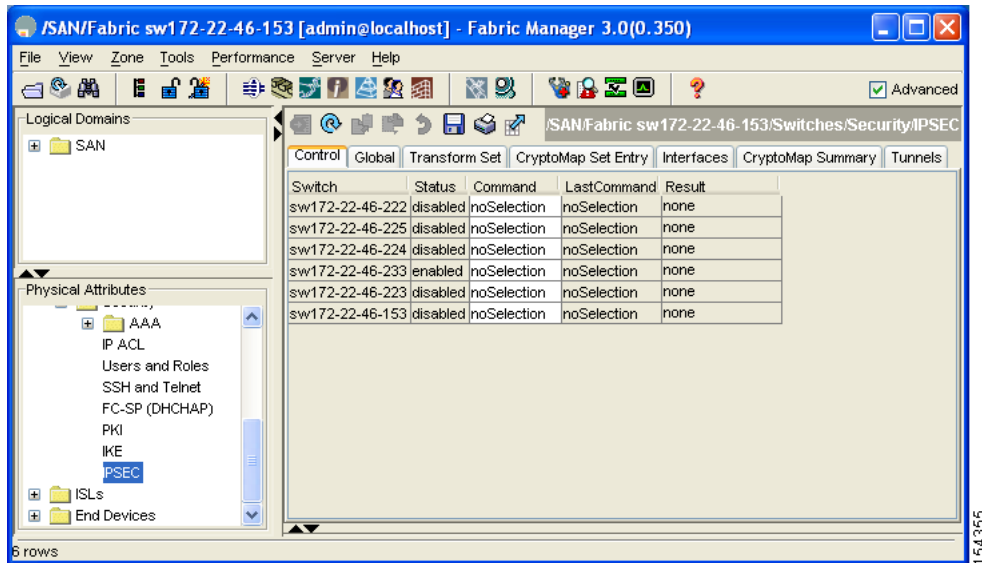 /SAN/Fabric sw172-22-46-153 [admin@localhost] - Fabric Manager 3.0(0.350)
File View Zone Tools Performance Server Help
Advanced
Logical Domains
SAN
/SAN/Fabric sw172-22-46-153/Switches/Security/IPSEC
Control Global Transform Set CryptoMap Set Entry Interfaces CryptoMap Summary Tunnels
Switch Status Command LastCommand Result
sw172-22-46-222 disabled noSelection noSelection none
sw172-22-46-225 disabled noSelection noSelection none
sw172-22-46-224 disabled noSelection noSelection none
sw172-22-46-233 enabled noSelection noSelection none
sw172-22-46-223 disabled noSelection noSelection none
sw172-22-46-153 disabled noSelection noSelection none
Physical Attributes
AAA
IP ACL
Users and Roles
SSH and Telnet
FC-SP (DHCHAP)
PKI
IKE
IPSEC
ISLs
End Devices
6 rows
154355